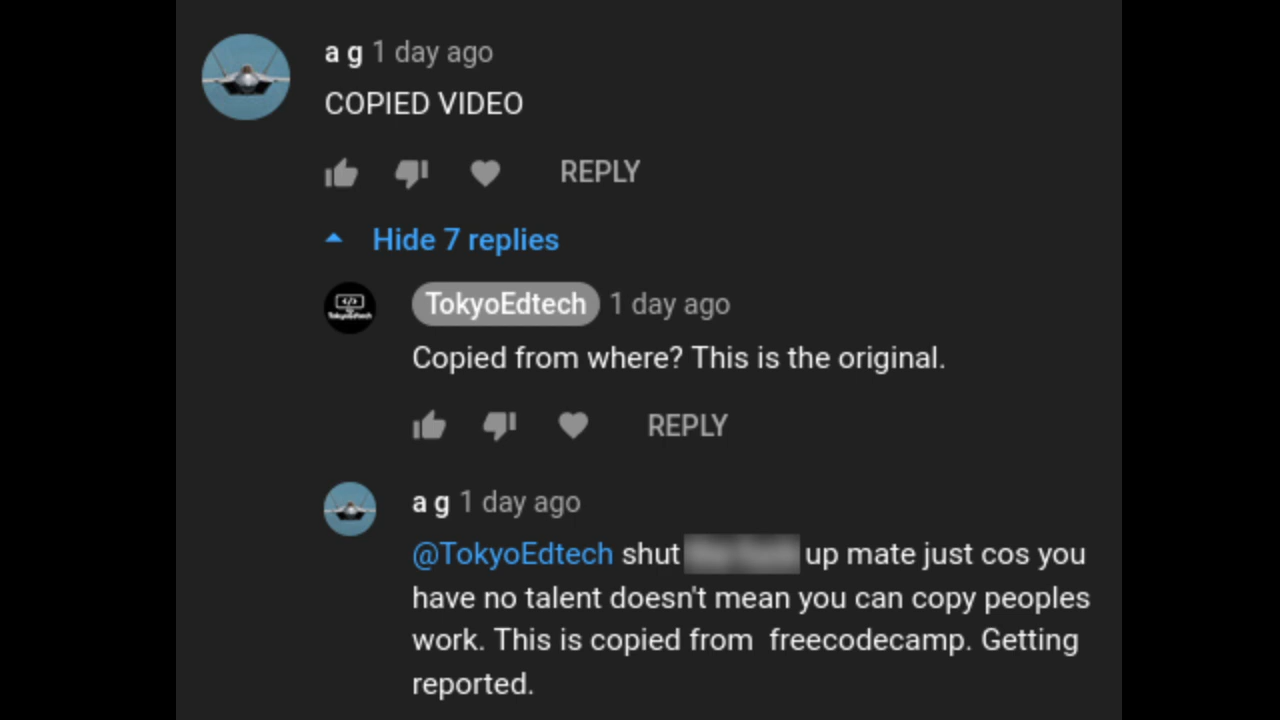 a g 1 day ago
COPIED VIDEO
REPLY
Hide 7 replies
TokyoEdtech 1 day ago
Copied from where? This is the original.
REPLY
a g 1 day ago
@TokyoEdtech shut up mate just cos you
have no talent doesn't mean you can copy peoples
work. This is copied from freecodecamp. Getting
reported.